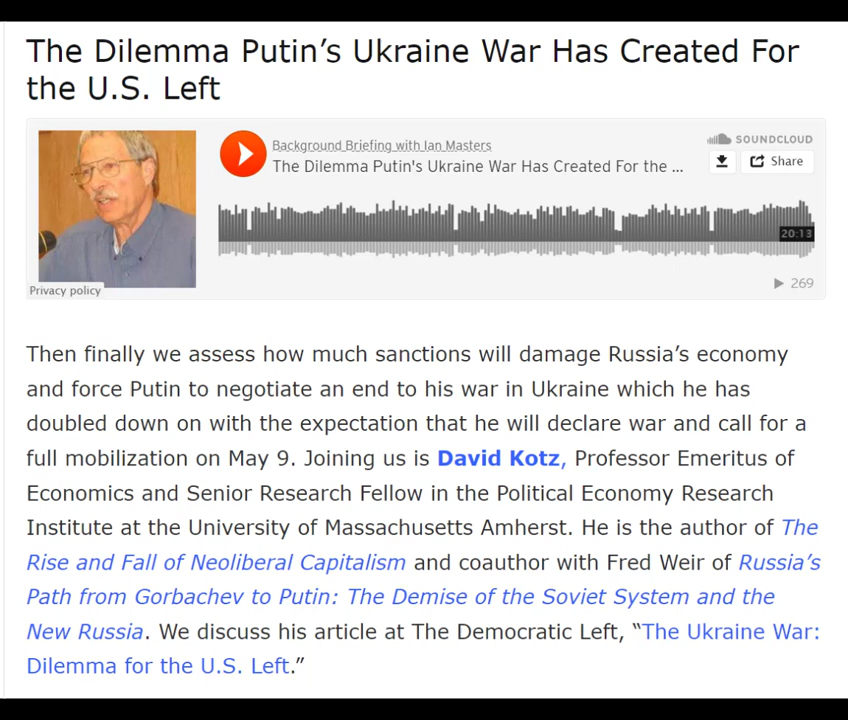 The Dilemma Putin’s Ukraine War Has Created For
the U.S. Left
Background Briefing with Ian Masters
SOUNDCLOUD
The Dilemma Putin's Ukraine War Has Created For the ...
Share
20:13
Privacy policy
269
Then finally we assess how much sanctions will damage Russia’s economy
and force Putin to negotiate an end to his war in Ukraine which he has
doubled down on with the expectation that he will declare war and call for a
full mobilization on May 9. Joining us is David Kotz, Professor Emeritus of
Economics and Senior Research Fellow in the Political Economy Research
Institute at the University of Massachusetts Amherst. He is the author of The
Rise and Fall of Neoliberal Capitalism and coauthor with Fred Weir of Russia’s
Path from Gorbachev to Putin: The Demise of the Soviet System and the
New Russia. We discuss his article at The Democratic Left, “The Ukraine War:
Dilemma for the U.S. Left.”